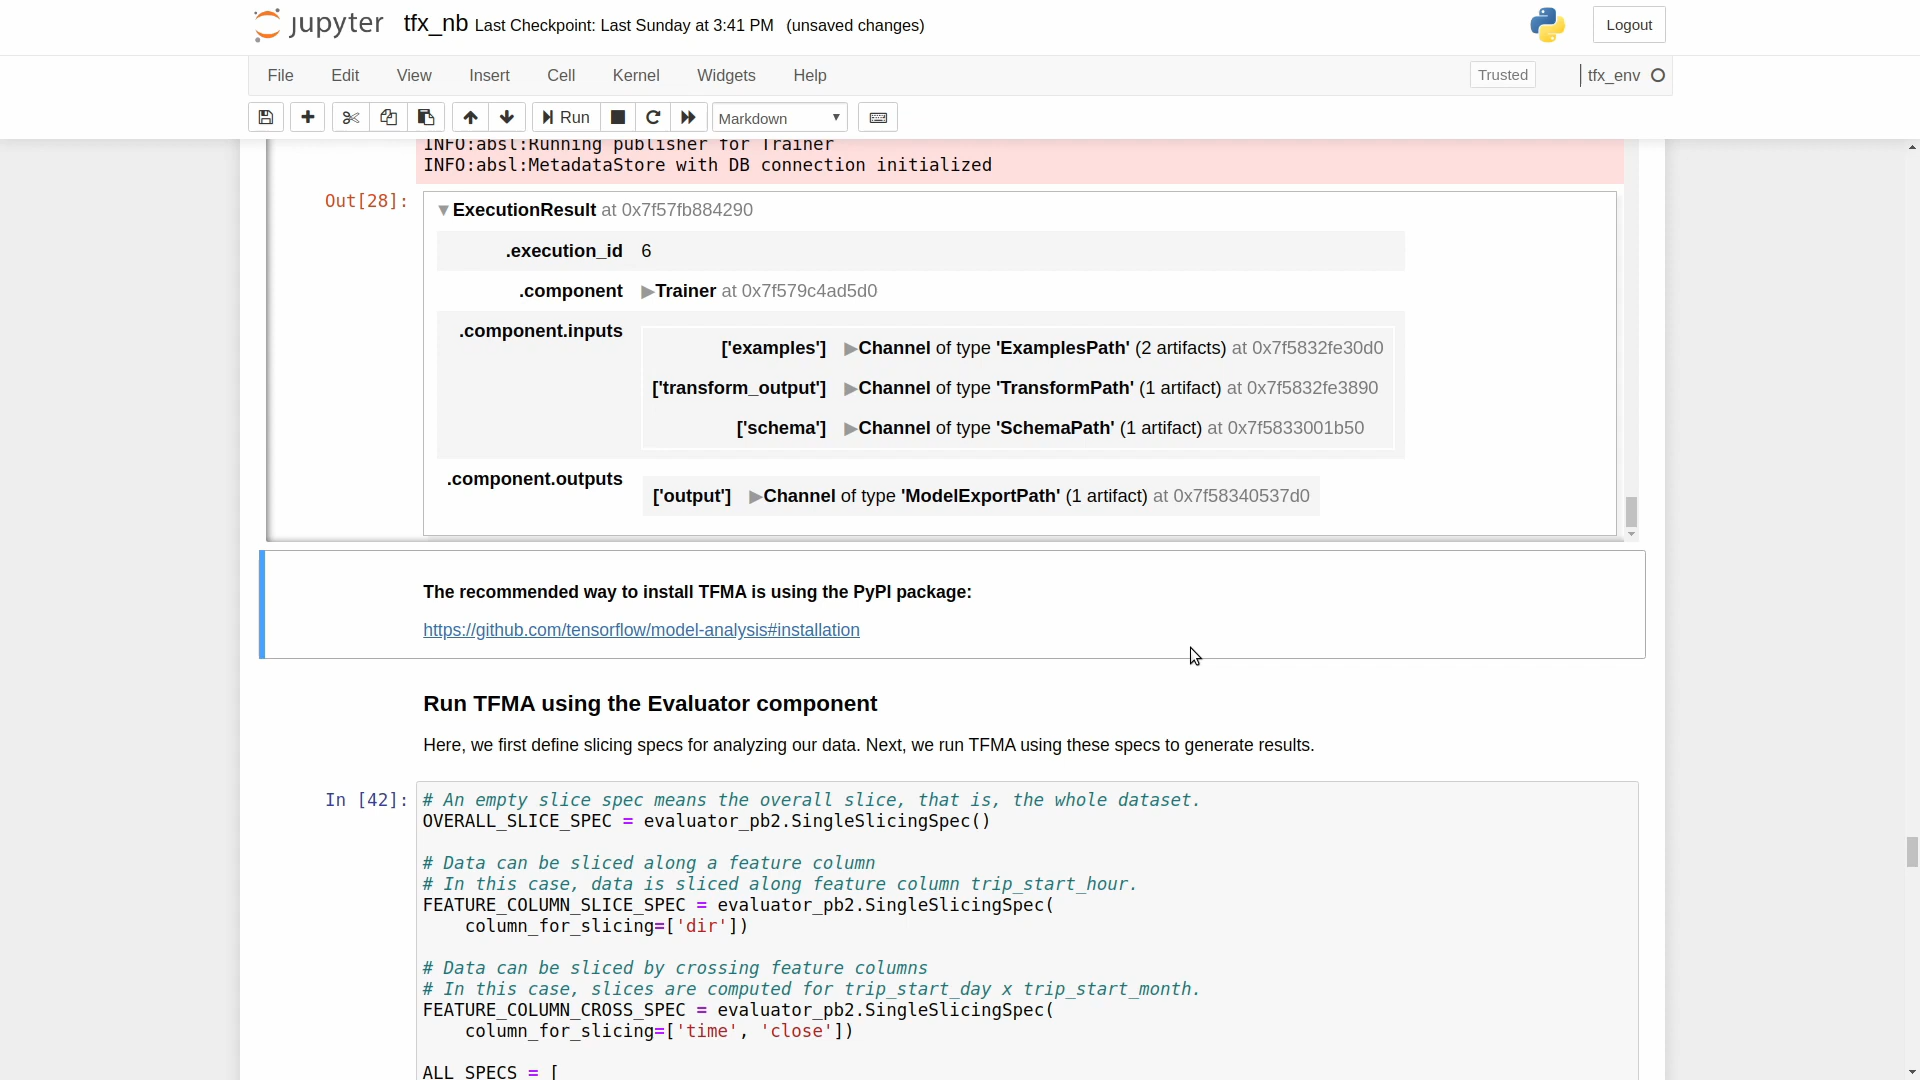 jupyter tfx_nb Last Checkpoint: Last Sunday at 3:41 PM (unsaved changes) Logout
File Edit View Insert Cell Kernel Widgets Help Trusted tfx_env
Run Markdown
INFO:absl:Running publisher for Trainer
INFO:absl:MetadataStore with DB connection initialized
Out[28]: ▼ExecutionResult at 0x7f57fb884290
.execution_id 6
.component ▶Trainer at 0x7f579c4ad5d0
.component.inputs
['examples'] ▶Channel of type 'ExamplesPath' (2 artifacts) at 0x7f5832fe30d0
['transform_output'] ▶Channel of type 'TransformPath' (1 artifact) at 0x7f5832fe3890
['schema'] ▶Channel of type 'SchemaPath' (1 artifact) at 0x7f5833001b50
.component.outputs
['output'] ▶Channel of type 'ModelExportPath' (1 artifact) at 0x7f58340537d0
The recommended way to install TFMA is using the PyPI package:
https://github.com/tensorflow/model-analysis#installation
Run TFMA using the Evaluator component
Here, we first define slicing specs for analyzing our data. Next, we run TFMA using these specs to generate results.
In [42]: # An empty slice spec means the overall slice, that is, the whole dataset.
OVERALL_SLICE_SPEC = evaluator_pb2.SingleSlicingSpec()
# Data can be sliced along a feature column
# In this case, data is sliced along feature column trip_start_hour.
FEATURE_COLUMN_SLICE_SPEC = evaluator_pb2.SingleSlicingSpec(
column_for_slicing=['dir'])
# Data can be sliced by crossing feature columns
# In this case, slices are computed for trip_start_day x trip_start_month.
FEATURE_COLUMN_CROSS_SPEC = evaluator_pb2.SingleSlicingSpec(
column_for_slicing=['time', 'close'])
ALL_SPECS = [